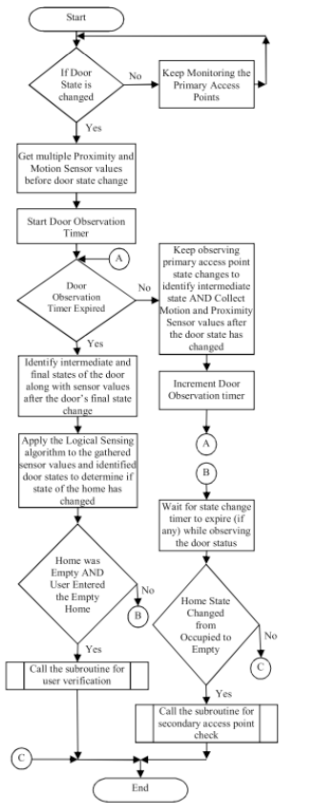 Start
If Door
State is
changed
No
Keep Monitoring the
Primary Access
Points
Yes
Get multiple Proximity and
Motion Sensor values
before door state change
Start Door Observation
Timer
A
Door
Observation
Timer Expired
No
Keep observing
primary access point
state changes to
identify intermediate
state AND Collect
Motion and Proximity
Sensor values after
the door state has
changed
Yes
Identify intermediate and
final states of the door
along with sensor values
after the door's final state
change
Increment Door
Observation timer
A
Apply the Logical Sensing
algorithm to the gathered
sensor values and identified
door states to determine if
state of the home has
changed
B
Wait for state change
timer to expire (if
any) while observing
the door status
Home was
Empty AND
User Entered
the Empty
Home
No
B
Home State
Changed
from
Occupied to
Empty
No
C
Yes
Call the subroutine for
user verification
Yes
Call the subroutine for
secondary access point
check
C
End